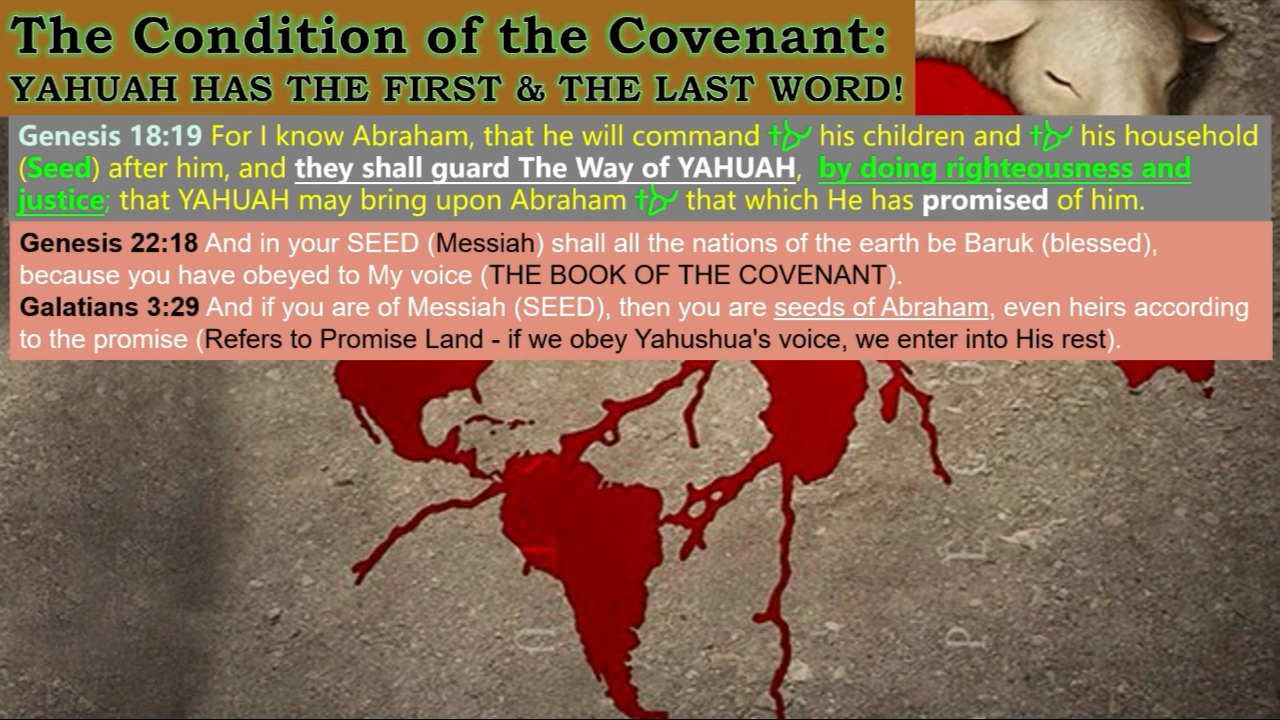 The Condition of the Covenant:
YAHUAH HAS THE FIRST & THE LAST WORD!
Genesis 18:19 For I know Abraham, that he will command 𐤕𐤀 his children and 𐤕𐤀 his household
(Seed) after him, and they shall guard The Way of YAHUAH, by doing righteousness and
justice; that YAHUAH may bring upon Abraham 𐤕𐤀 that which He has promised of him.
Genesis 22:18 And in your SEED (Messiah) shall all the nations of the earth be Baruk (blessed),
because you have obeyed to My voice (THE BOOK OF THE COVENANT).
Galatians 3:29 And if you are of Messiah (SEED), then you are seeds of Abraham, even heirs according
to the promise (Refers to Promise Land - if we obey Yahushua's voice, we enter into His rest).